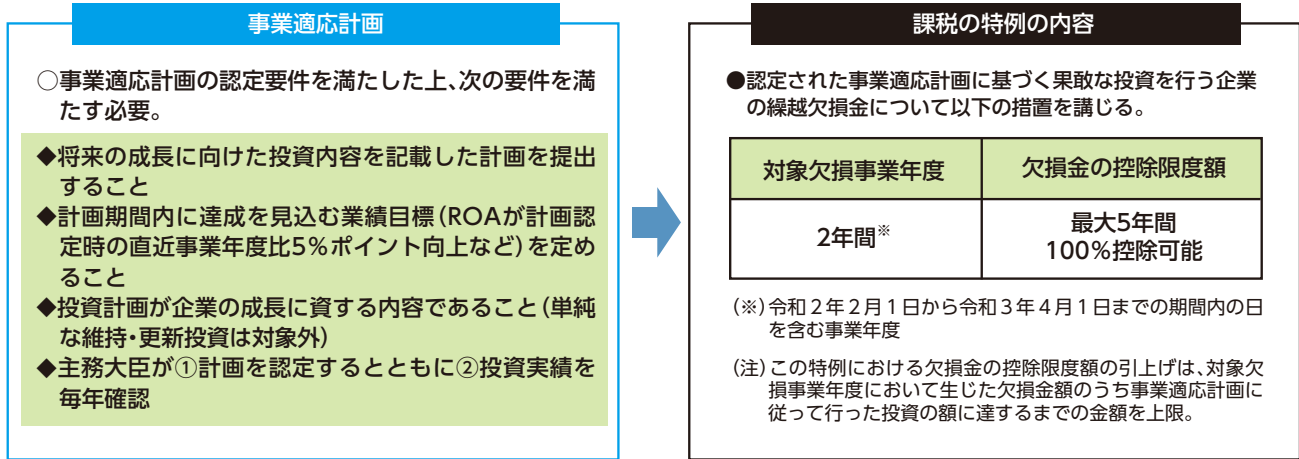 事業適応計画
○事業適応計画の認定要件を満たした上、次の要件を満
たす必要。
◆将来の成長に向けた投資内容を記載した計画を提出
すること
◆計画期間内に達成を見込む業績目標(ROAが計画認
定時の直近事業年度比5%ポイント向上など)を定め
ること
◆投資計画が企業の成長に資する内容であること(単純
な維持・更新投資は対象外)
◆主務大臣が①計画を認定するとともに②投資実績を
毎年確認
課税の特例の内容
●認定された事業適応計画に基づく果敢な投資を行う企業
の繰越欠損金について以下の措置を講じる。
対象欠損事業年度 欠損金の控除限度額
2年間※ 最大5年間
100%控除可能
(※)令和2年2月1日から令和3年4月1日までの期間内の日
を含む事業年度
(注)この特例における欠損金の控除限度額の引上げは、対象欠
損事業年度において生じた欠損金額のうち事業適応計画に
従って行った投資の額に達するまでの金額を上限。